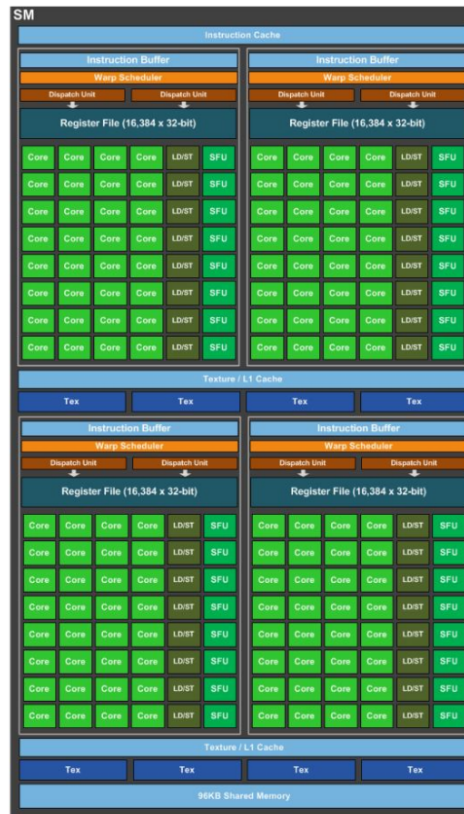 SM
Instruction Cache
Instruction Buffer Instruction Buffer
Warp Scheduler Warp Scheduler
Dispatch Unit Dispatch Unit Dispatch Unit Dispatch Unit
Register File (16,384 x 32-bit) Register File (16,384 x 32-bit)
Core Core Core Core LD/ST SFU Core Core Core Core LD/ST SFU
Core Core Core Core LD/ST SFU Core Core Core Core LD/ST SFU
Core Core Core Core LD/ST SFU Core Core Core Core LD/ST SFU
Core Core Core Core LD/ST SFU Core Core Core Core LD/ST SFU
Core Core Core Core LD/ST SFU Core Core Core Core LD/ST SFU
Core Core Core Core LD/ST SFU Core Core Core Core LD/ST SFU
Core Core Core Core LD/ST SFU Core Core Core Core LD/ST SFU
Core Core Core Core LD/ST SFU Core Core Core Core LD/ST SFU
Texture / L1 Cache
Tex Tex Tex Tex
Instruction Buffer Instruction Buffer
Warp Scheduler Warp Scheduler
Dispatch Unit Dispatch Unit Dispatch Unit Dispatch Unit
Register File (16,384 x 32-bit) Register File (16,384 x 32-bit)
Core Core Core Core LD/ST SFU Core Core Core Core LD/ST SFU
Core Core Core Core LD/ST SFU Core Core Core Core LD/ST SFU
Core Core Core Core LD/ST SFU Core Core Core Core LD/ST SFU
Core Core Core Core LD/ST SFU Core Core Core Core LD/ST SFU
Core Core Core Core LD/ST SFU Core Core Core Core LD/ST SFU
Core Core Core Core LD/ST SFU Core Core Core Core LD/ST SFU
Core Core Core Core LD/ST SFU Core Core Core Core LD/ST SFU
Core Core Core Core LD/ST SFU Core Core Core Core LD/ST SFU
Texture / L1 Cache
Tex Tex Tex Tex
96KB Shared Memory